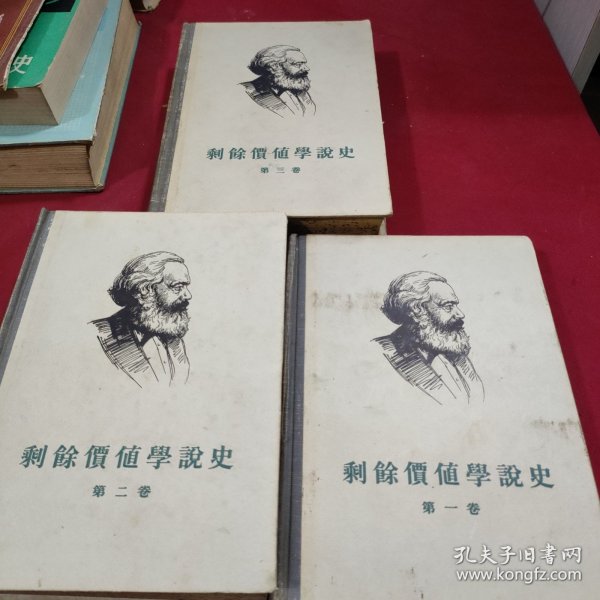 史
剩餘價值學說史
第三卷
剩餘價值學說史
第二卷
剩餘價值學說史
第一卷
孔夫子旧书网
www.kongfz.com